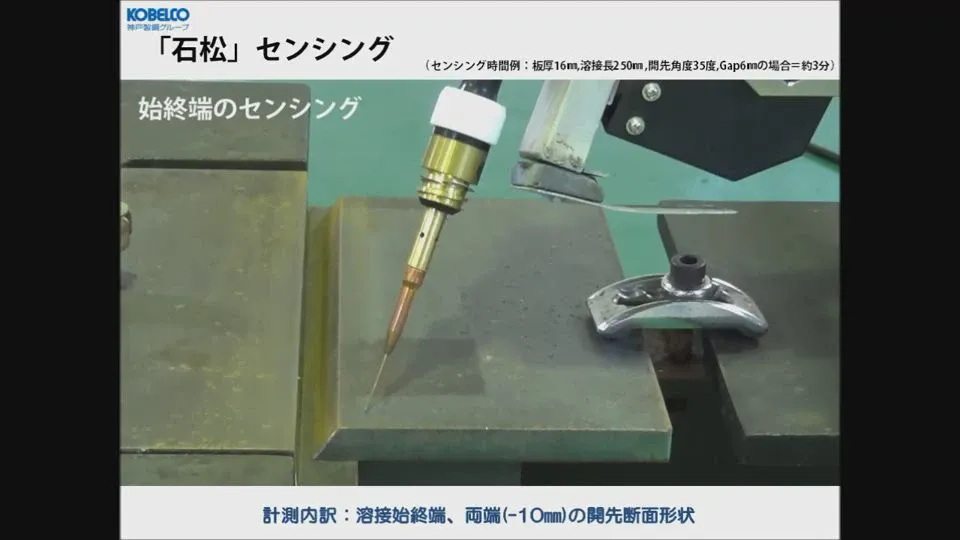 KOBELCO
神戸製鋼グループ
「石松」センシング
（センシング時間例：板厚16㎜,溶接長250㎜,開先角度35度,Gap6㎜の場合＝約3分）
始終端のセンシング
計測内訳：溶接始終端、両端(-10mm)の開先断面形状